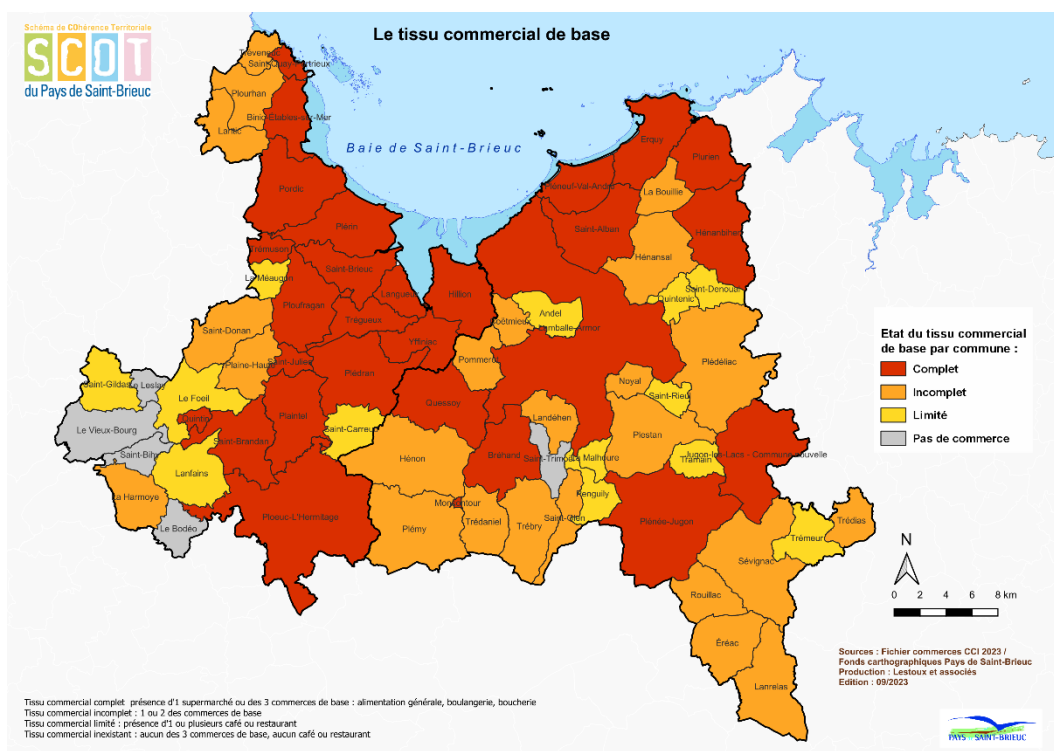 Schéma de COhérence Territoriale
SCOT
du Pays de Saint-Brieuc
Le tissu commercial de base
Baie de Saint-Brieuc
Tréveneuc
Plourhan
Binic-Étables-sur-Mer
Lantic
Pordic
Plérin
Trémuson
La Méaugon
Saint-Brieuc
Langueux
Hillion
Ploufragan
Trégueux
Yffiniac
Saint-Donan
Plaine-Haute
Saint-Julien
Plédran
Saint-Gildas
Le Leslay
Le Foeil
Quintin
Plaintel
Le Vieux-Bourg
Saint-Brandan
Saint-Bihy
Lanfains
La Harmoye
Le Bodéo
Ploeuc-L'Hermitage
Saint-Carreuc
Quessoy
Hénon
Plémy
Moncontour
Trédaniel
Trébry
Saint-Glen
Bréhand
Landéhen
Saint-Trimoël
La Malhoure
Penguily
Pommeret
Coëtmieux
Andel
Lamballe-Armor
Erquy
Plurien
Pléneuf-Val-André
La Bouillie
Saint-Alban
Hénanbihen
Hénansal
Saint-Denoual
Quintenic
Plédéliac
Noyal
Saint-Rieul
Plestan
Tramain
Jugon-les-Lacs - Commune nouvelle
Plénée-Jugon
Sévignac
Trémeur
Trédias
Rouillac
Éréac
Lanrelas
Etat du tissu commercial
de base par commune :
Complet
Incomplet
Limité
Pas de commerce
N
0 2 4 6 8 km
Sources : Fichier commerces CCI 2023 /
Fonds carthographiques Pays de Saint-Brieuc
Production : Lestoux et associés
Edition : 09/2023
Tissu commercial complet présence d'1 supermarché ou des 3 commerces de base : alimentation générale, boulangerie, boucherie
Tissu commercial incomplet : 1 ou 2 des commerces de base
Tissu commercial limité : présence d'1 ou plusieurs café ou restaurant
Tissu commercial inexistant : aucun des 3 commerces de base, aucun café ou restaurant
PAYS de SAINT-BRIEUC